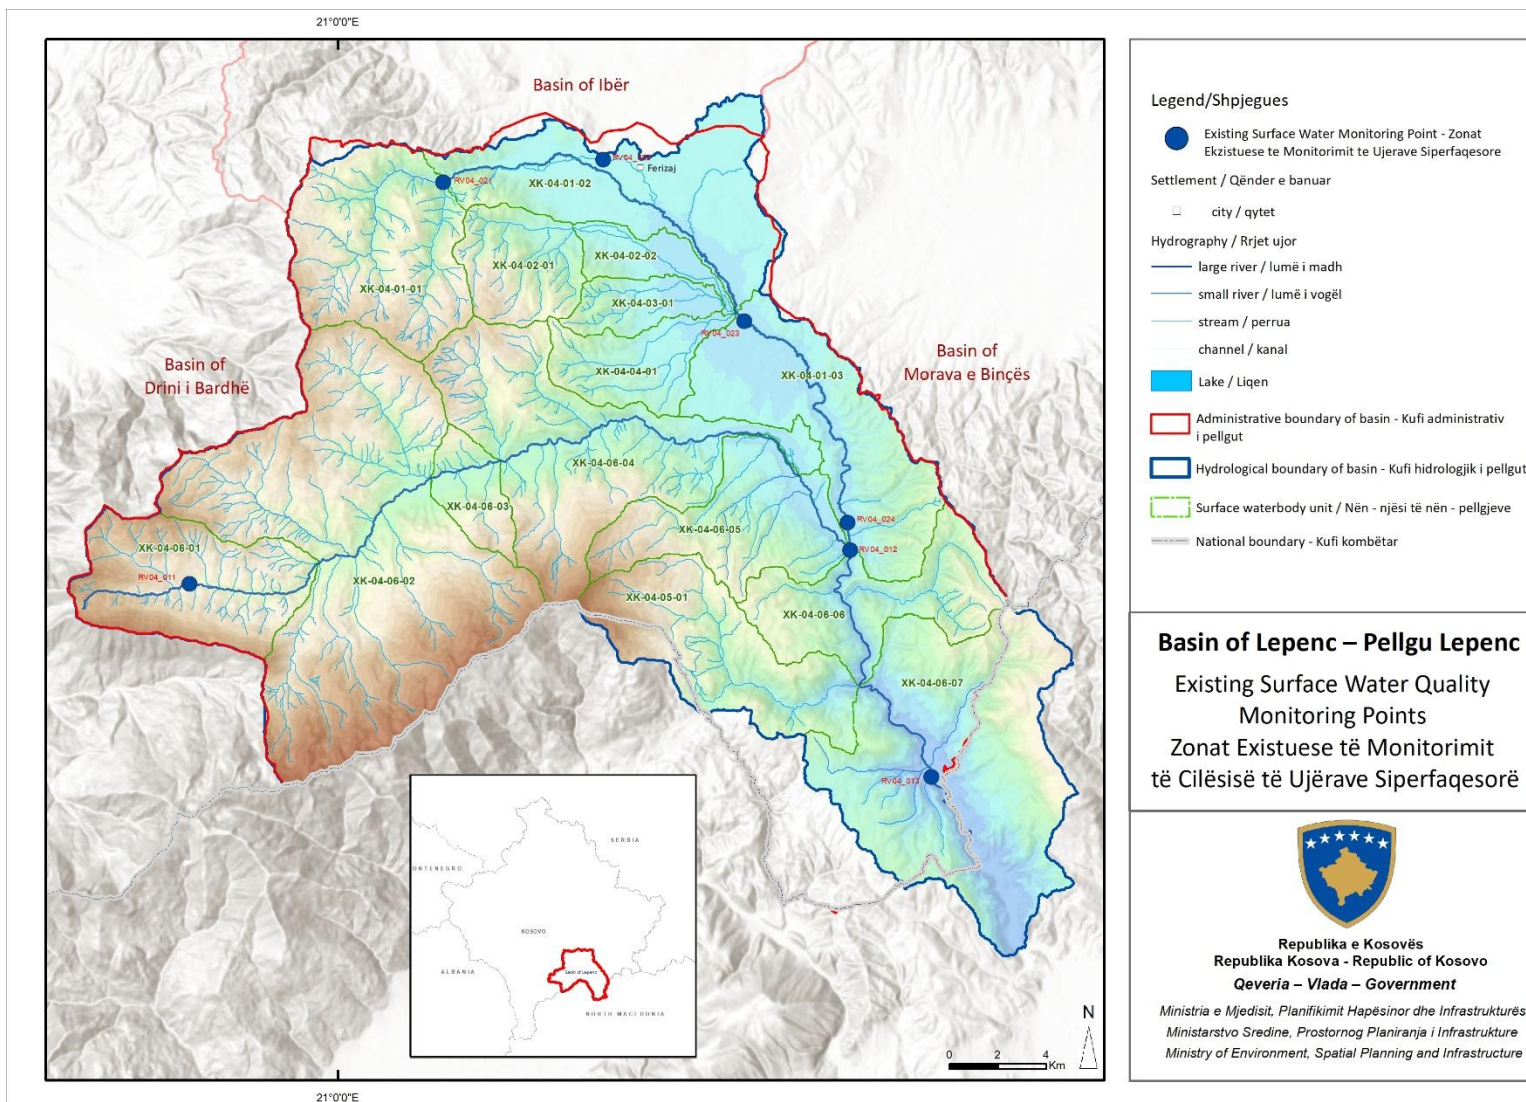 21°0'0"E
Basin of Ibër
RV04_021
Ferizaj
XK-04-01-02
XK-04-02-02
XK-04-02-01
XK-04-01-01
XK-04-03-01
RV04_023
Basin of
Drini i Bardhë
Basin of
Morava e Binçës
XK-04-04-01
XK-04-01-03
XK-04-06-04
XK-04-06-03
XK-04-06-05
RV04_024
RV04_012
XK-04-06-01
RV04_011
XK-04-06-02
XK-04-05-01
XK-04-06-06
XK-04-06-07
RV04_013
SERBIA
ONTENEGRO
KOSOVO
ALBANIA
Basin of Lepenc
NORTH MACEDONIA
N
0 2 4
Km
21°0'0"E
Legend/Shpjegues
Existing Surface Water Monitoring Point - Zonat
Ekzistuese te Monitorimit te Ujerave Siperfaqesore
Settlement / Qënder e banuar
city / qytet
Hydrography / Rrjet ujor
large river / lumë i madh
small river / lumë i vogël
stream / perrua
channel / kanal
Lake / Liqen
Administrative boundary of basin - Kufi administrativ
i pellgut
Hydrological boundary of basin - Kufi hidrologjik i pellgut
Surface waterbody unit / Nën - njësi të nën - pellgjeve
National boundary - Kufi kombëtar
Basin of Lepenc – Pellgu Lepenc
Existing Surface Water Quality
Monitoring Points
Zonat Existuese të Monitorimit
të Cilësisë të Ujërave Siperfaqesorë
Republika e Kosovës
Republika Kosova - Republic of Kosovo
Qeveria – Vlada – Government
Ministria e Mjedisit, Planifikimit Hapësinor dhe Infrastrukturës
Ministarstvo Sredine, Prostornog Planiranja i Infrastrukture
Ministry of Environment, Spatial Planning and Infrastructure